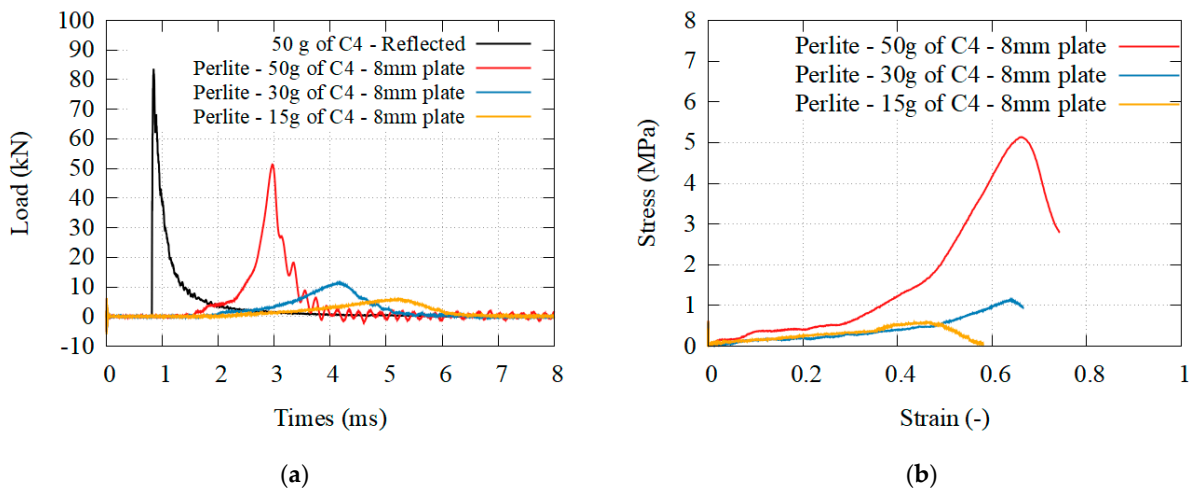 100
90
80
70
60
50
40
30
20
10
0
-10
Load (kN)
50 g of C4 - Reflected
Perlite - 50g of C4 - 8mm plate
Perlite - 30g of C4 - 8mm plate
Perlite - 15g of C4 - 8mm plate
0 1 2 3 4 5 6 7 8
Times (ms)
(a)
8
7
6
5
4
3
2
1
0
Stress (MPa)
Perlite - 50g of C4 - 8mm plate
Perlite - 30g of C4 - 8mm plate
Perlite - 15g of C4 - 8mm plate
0 0.2 0.4 0.6 0.8 1
Strain (-)
(b)